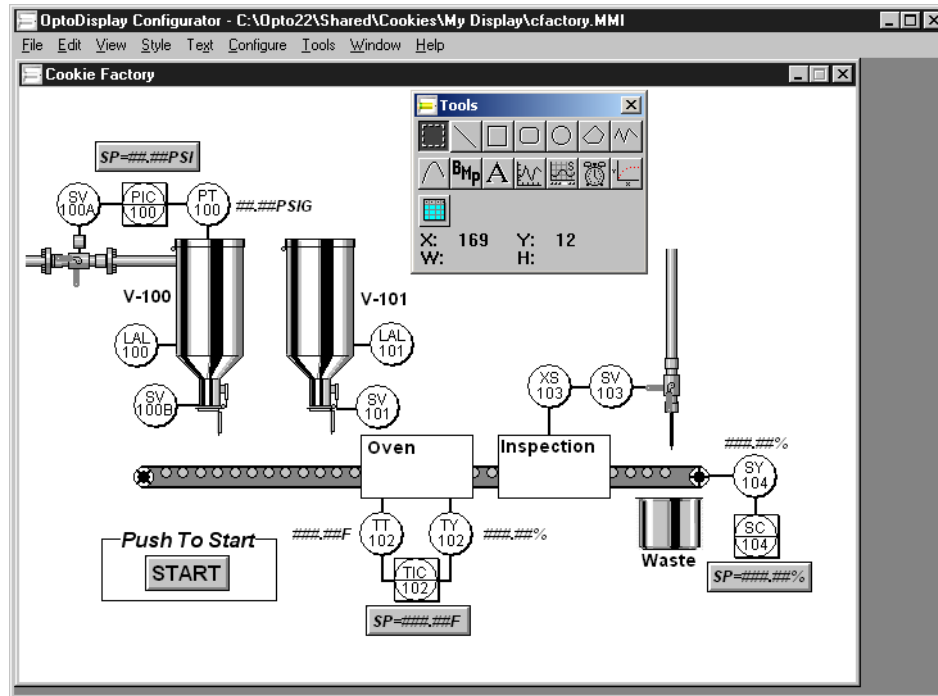 OptoDisplay Configurator - C:\Opto22\Shared\Cookies\My Display\cfactory.MMI
File Edit View Style Text Configure Tools Window Help
Cookie Factory
Tools
BMp A
X: 169 Y: 12
W: H:
SP=##.##PSI
SV
100A
PIC
100
PT
100
##.##PSIG
V-100
V-101
LAL
100
LAL
101
SV
100B
SV
101
XS
103
SV
103
Oven
Inspection
###.##%
SY
104
###.##F
TT
102
TY
102
###.##%
SC
104
Push To Start
START
TIC
102
Waste
SP=###.##%
SP=###.##F